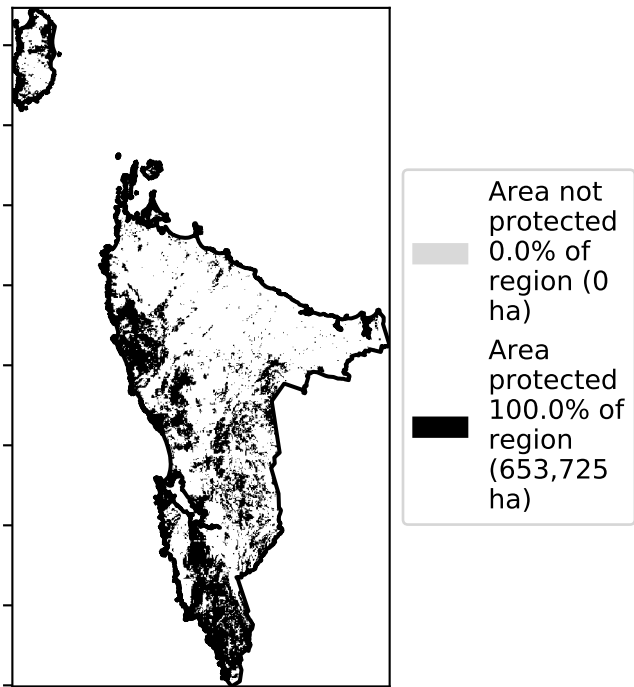 Area not
protected
0.0% of
region (0
ha)
Area
protected
100.0% of
region
(653,725
ha)